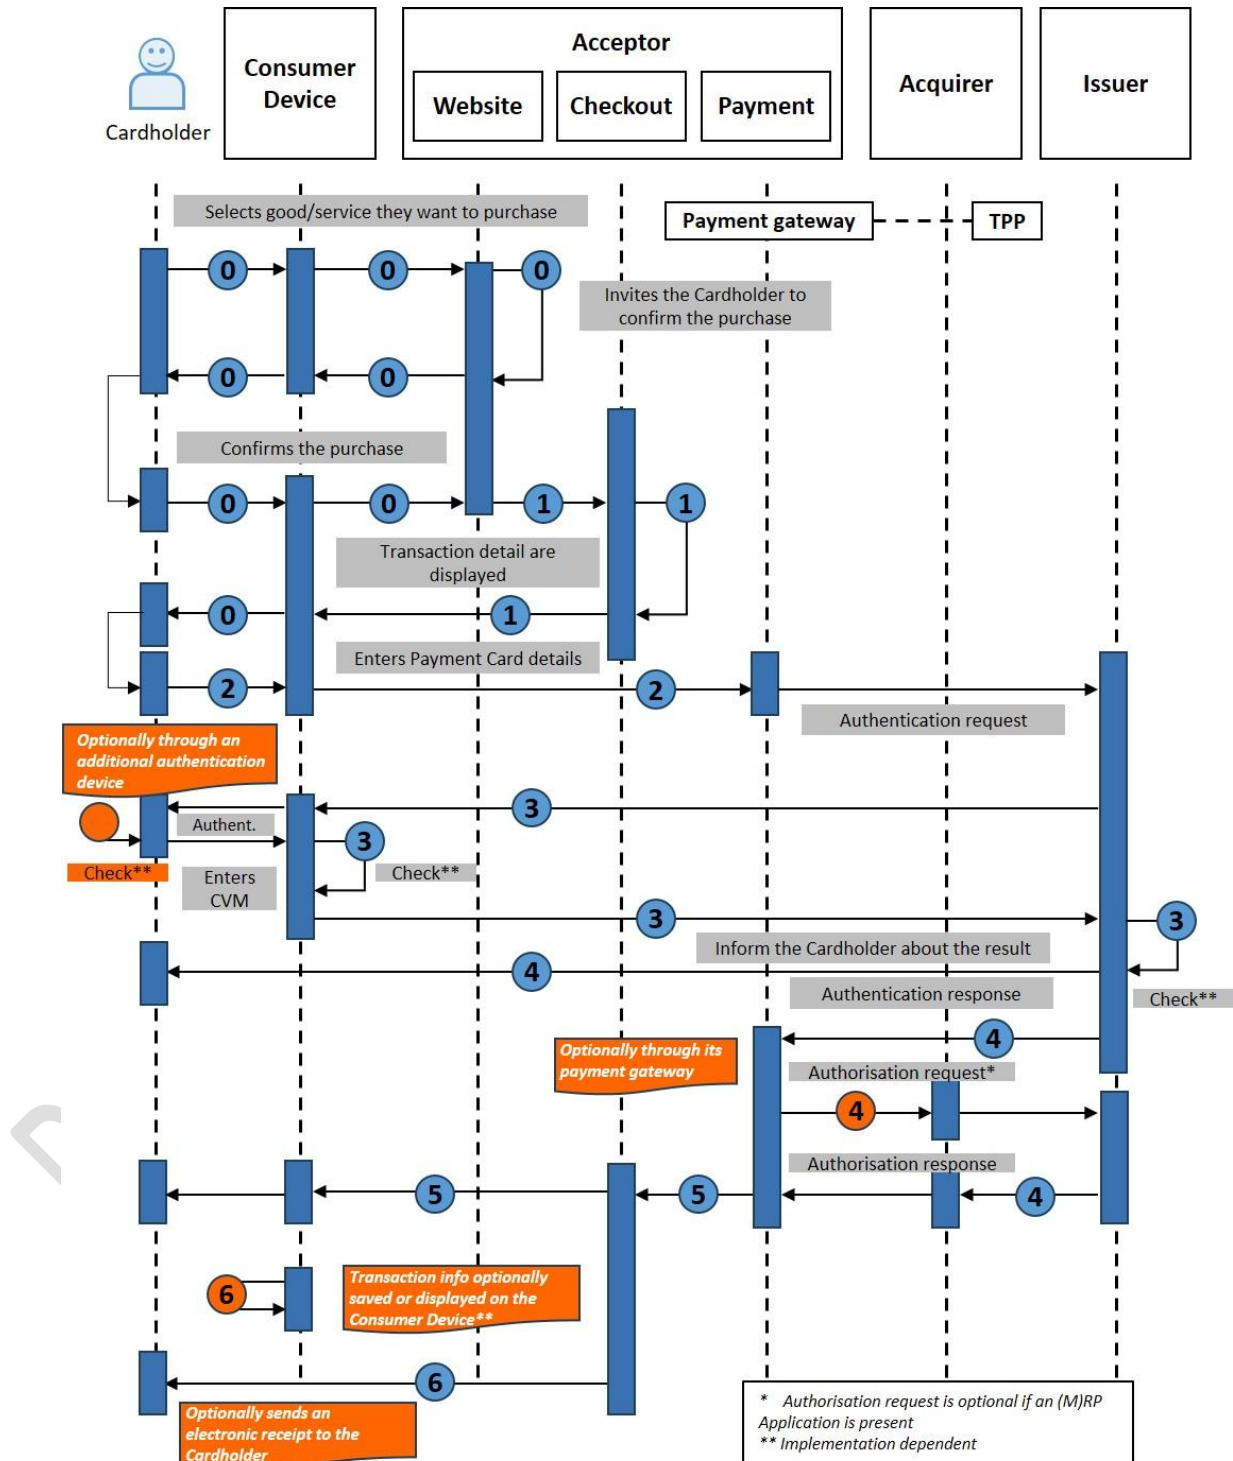 Cardholder
Consumer
Device
Acceptor
Website
Checkout
Payment
Acquirer
Issuer
Selects good/service they want to purchase
Payment gateway
TPP
0
0
0
Invites the Cardholder to
confirm the purchase
0
0
Confirms the purchase
0
0
1
1
Transaction detail are
displayed
0
1
Enters Payment Card details
2
2
Authentication request
Optionally through an
additional authentication
device
3
Authent.
3
Check**
Enters
CVM
Check**
3
3
Inform the Cardholder about the result
4
Authentication response
Check**
4
Optionally through its
payment gateway
Authorisation request*
4
Authorisation response
5
5
4
6
Transaction info optionally
saved or displayed on the
Consumer Device**
6
Optionally sends an
electronic receipt to the
Cardholder
* Authorisation request is optional if an (M)RP
Application is present
** Implementation dependent